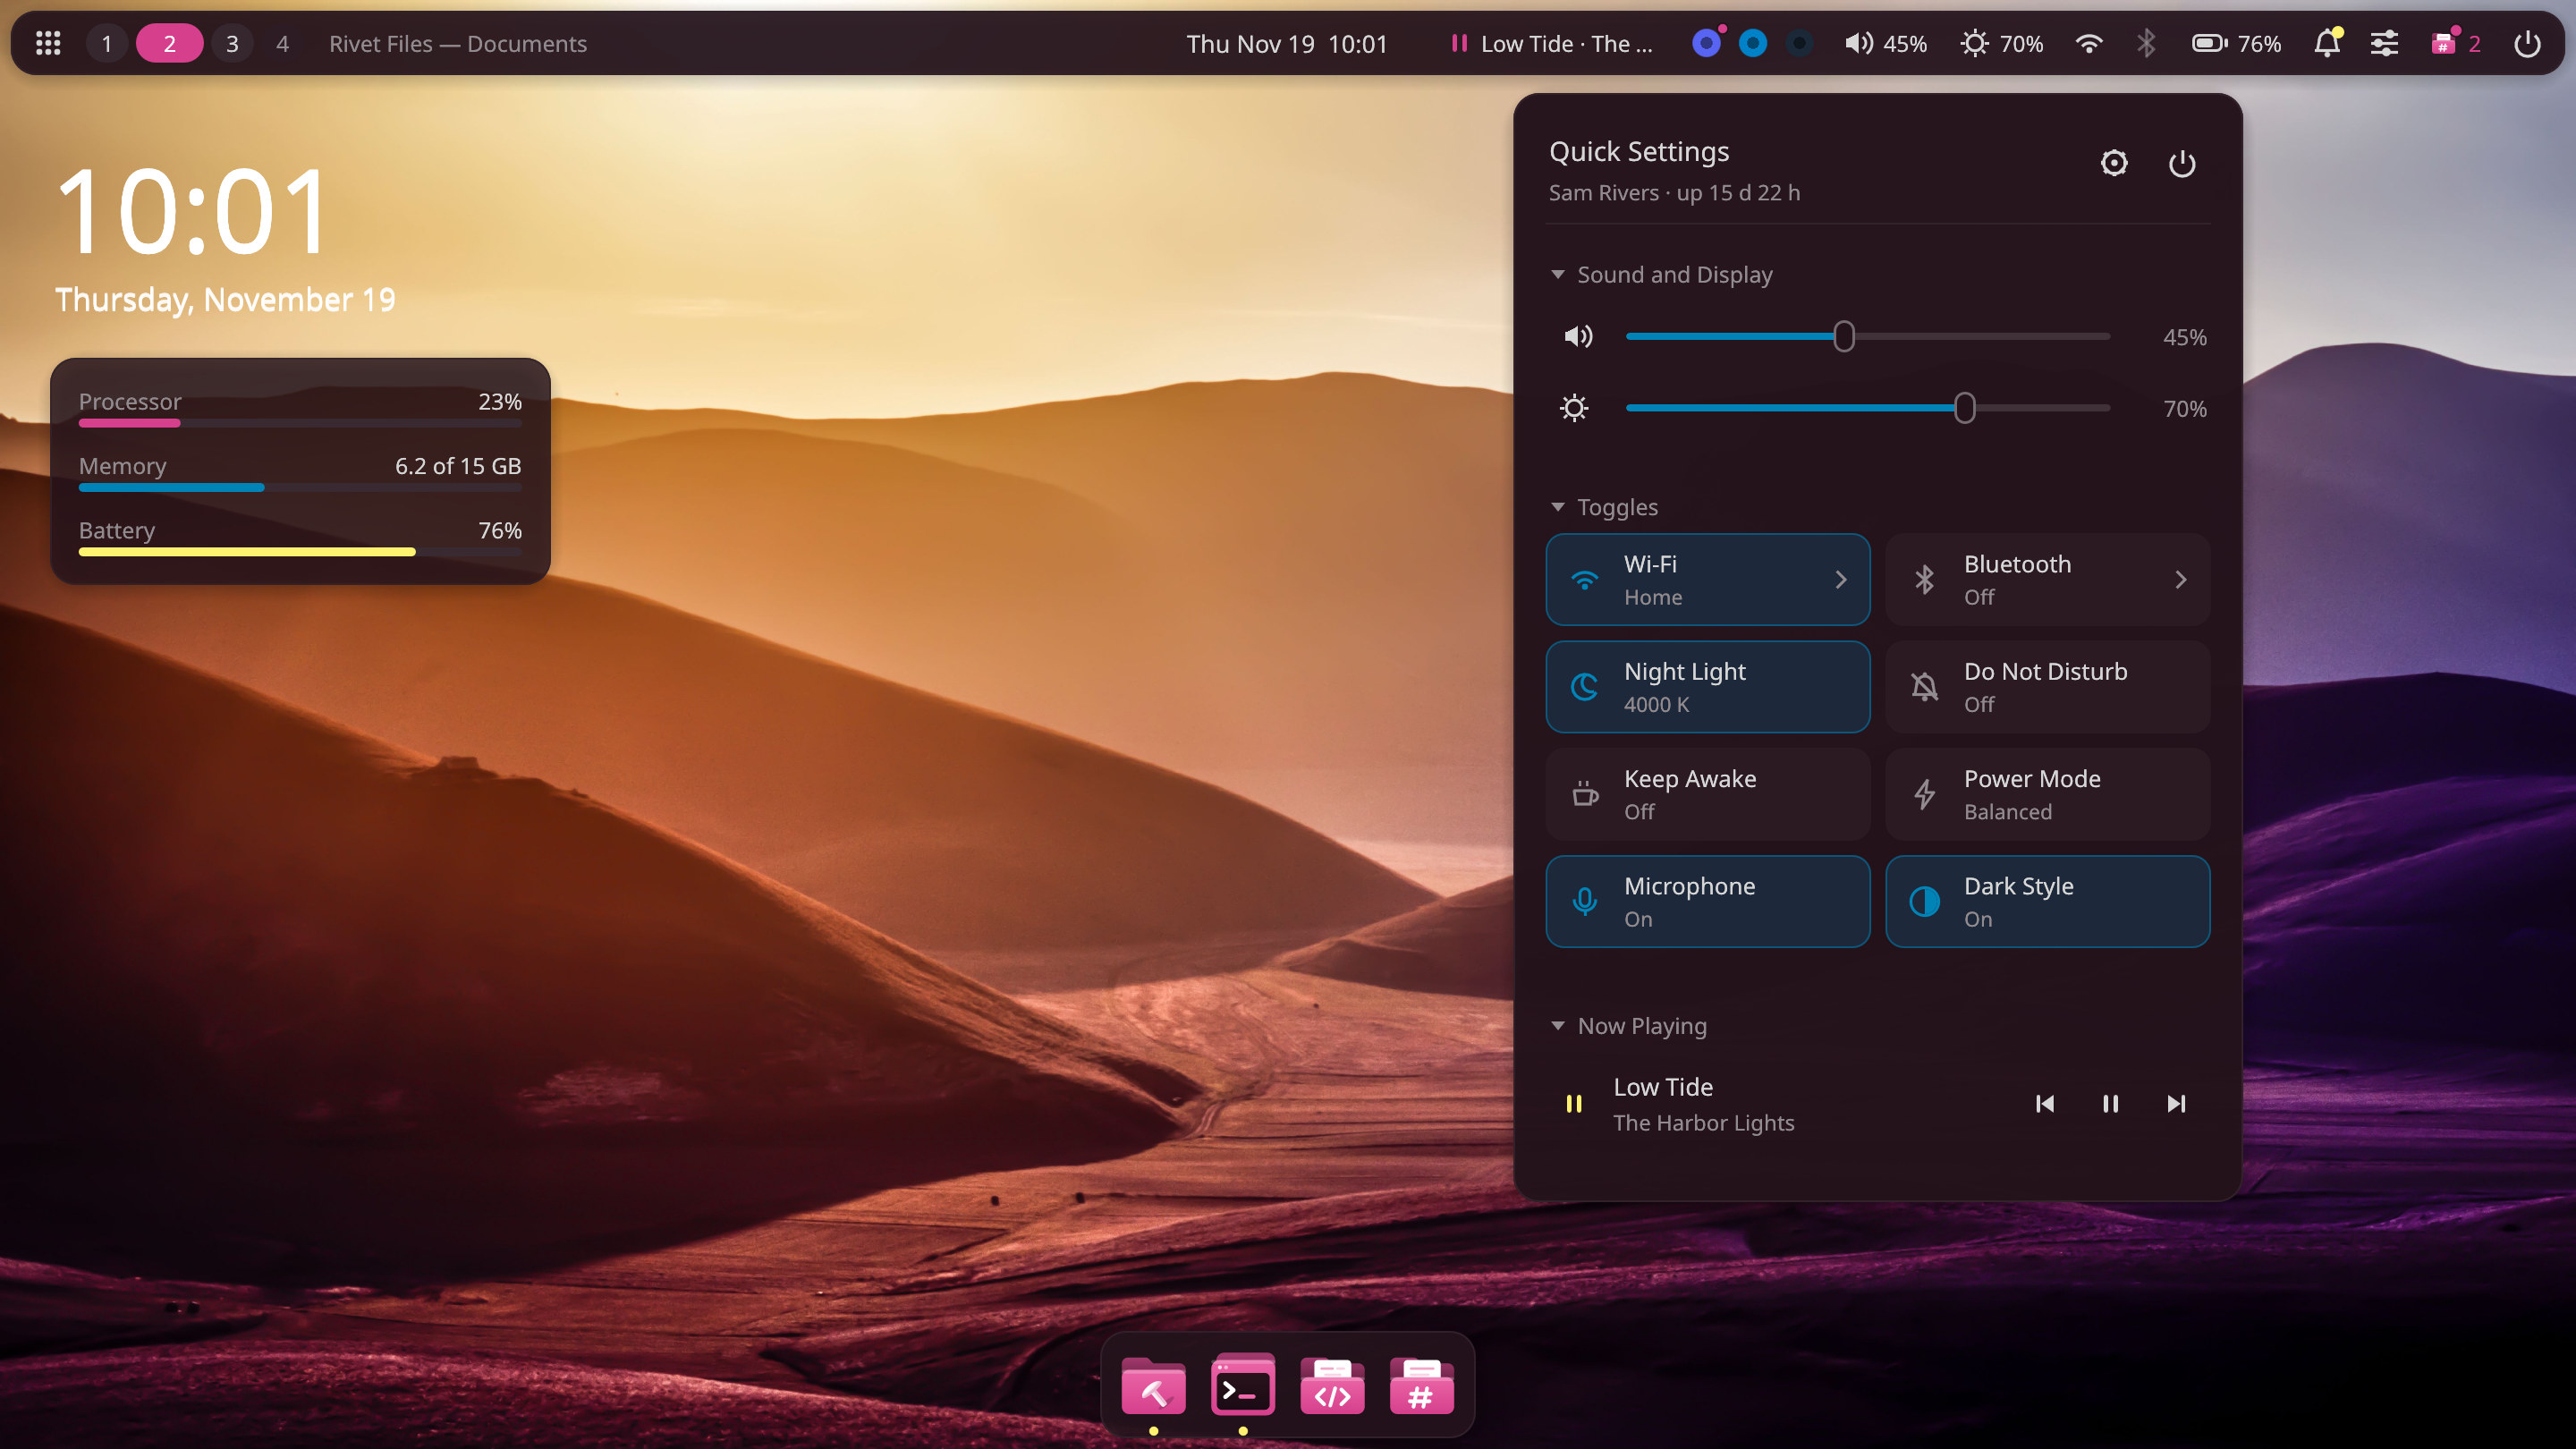 1 2 3 4 Rivet Files — Documents
Thu Nov 19 10:01
Low Tide · The ...
45% 70% 76% 2
10:01
Thursday, November 19
Processor 23%
Memory 6.2 of 15 GB
Battery 76%
Quick Settings
Sam Rivers · up 15 d 22 h
Sound and Display
45%
70%
Toggles
Wi-Fi
Home
Bluetooth
Off
Night Light
4000 K
Do Not Disturb
Off
Keep Awake
Off
Power Mode
Balanced
Microphone
On
Dark Style
On
Now Playing
Low Tide
The Harbor Lights